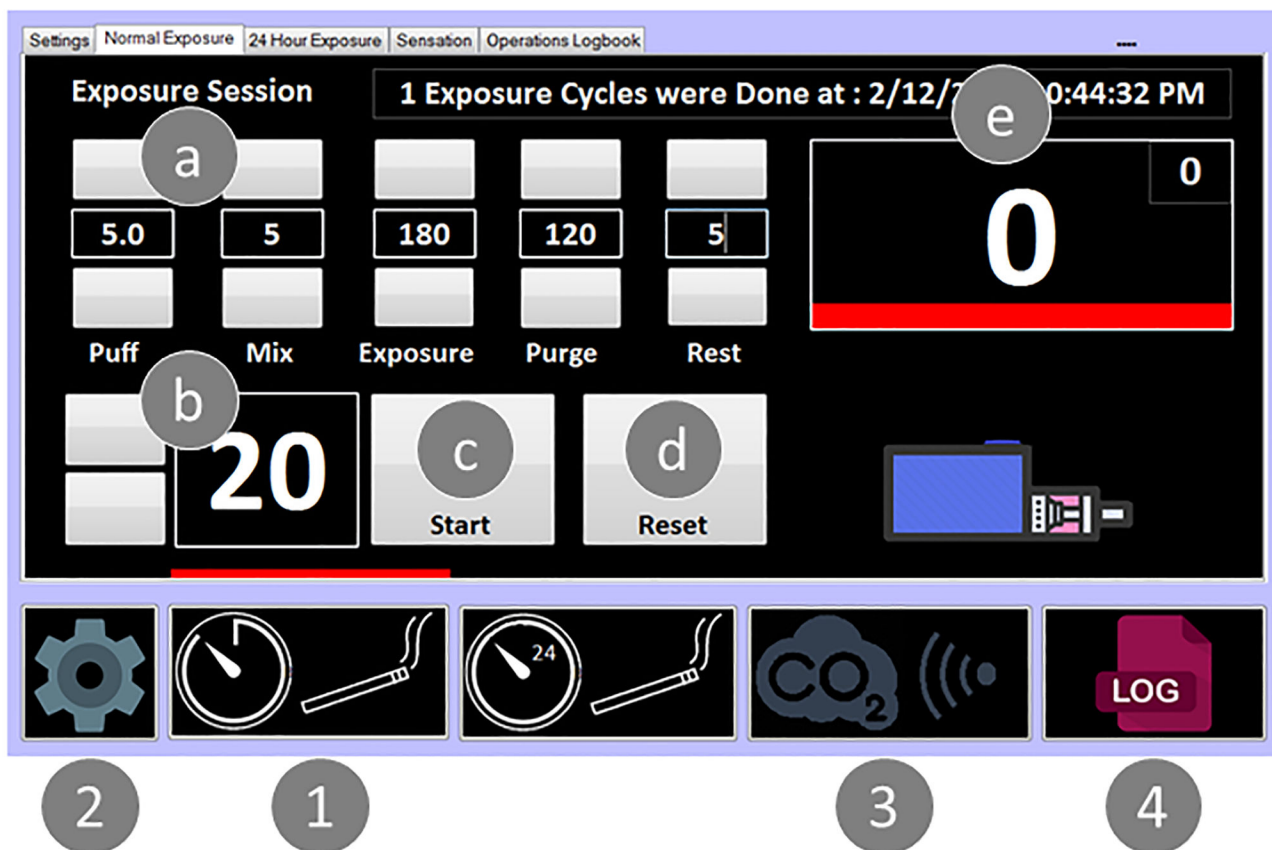 Settings Normal Exposure 24 Hour Exposure Sensation Operations Logbook
Exposure Session
1 Exposure Cycles were Done at : 2/12/2 0:44:32 PM
e
a
0
0
5.0 5 180 120 5
Puff Mix Exposure Purge Rest
b
20
c
d
Start Reset
24
CO2
LOG
2 1 3 4